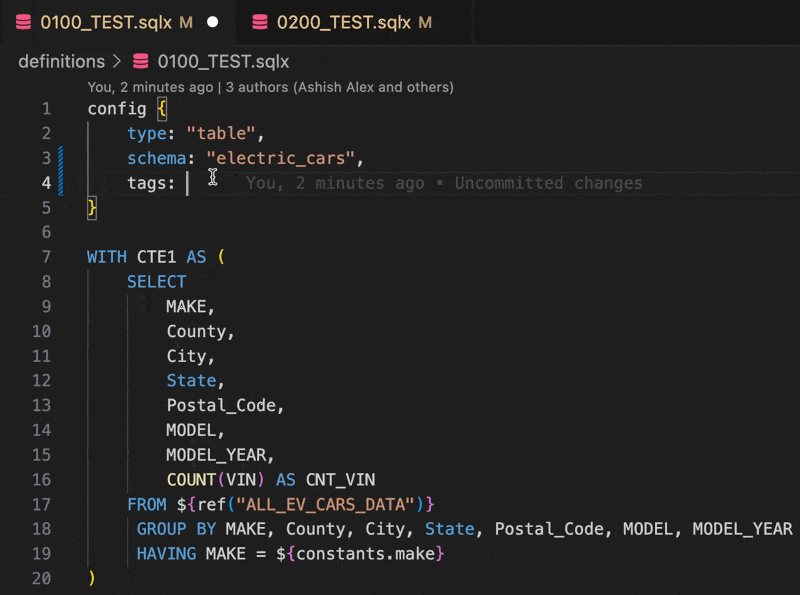 0100_TEST.sqlx M 0200_TEST.sqlx M
definitions > 0100_TEST.sqlx
You, 2 minutes ago | 3 authors (Ashish Alex and others)
1 config {
2 type: "table",
3 schema: "electric_cars",
4 tags: You, 2 minutes ago • Uncommitted changes
5 }
6
7 WITH CTE1 AS (
8 SELECT
9 MAKE,
10 County,
11 City,
12 State,
13 Postal_Code,
14 MODEL,
15 MODEL_YEAR,
16 COUNT(VIN) AS CNT_VIN
17 FROM ${ref("ALL_EV_CARS_DATA")}
18 GROUP BY MAKE, County, City, State, Postal_Code, MODEL, MODEL_YEAR
19 HAVING MAKE = ${constants.make}
20 )